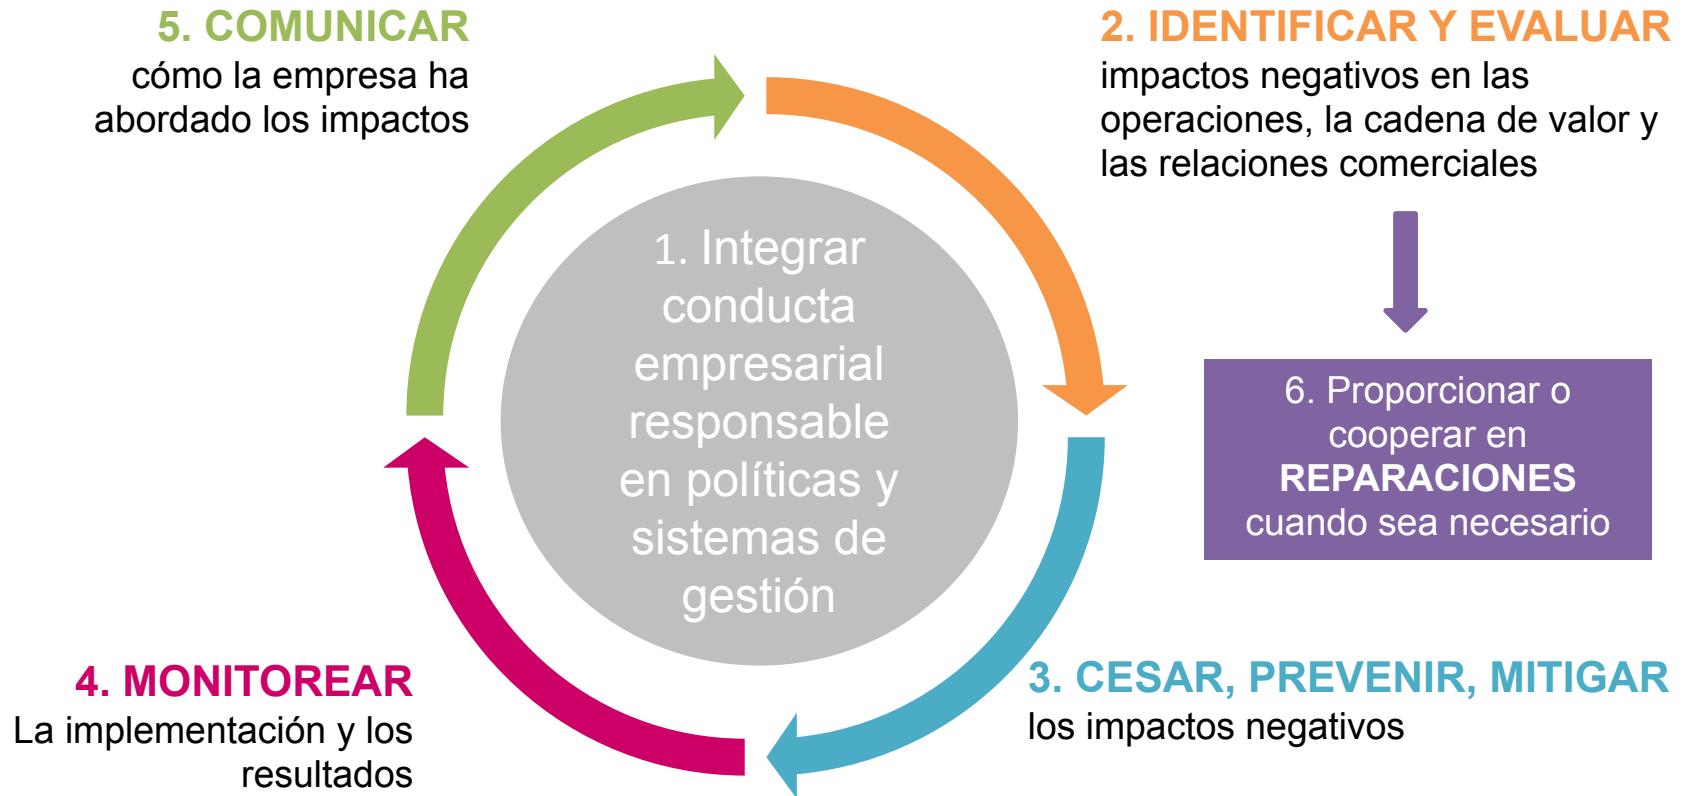 5. COMUNICAR
cómo la empresa ha
abordado los impactos
2. IDENTIFICAR Y EVALUAR
impactos negativos en las
operaciones, la cadena de valor y
las relaciones comerciales
1. Integrar
conducta
empresarial
responsable
en políticas y
sistemas de
gestión
6. Proporcionar o
cooperar en
REPARACIONES
cuando sea necesario
4. MONITOREAR
La implementación y los
resultados
3. CESAR, PREVENIR, MITIGAR
los impactos negativos